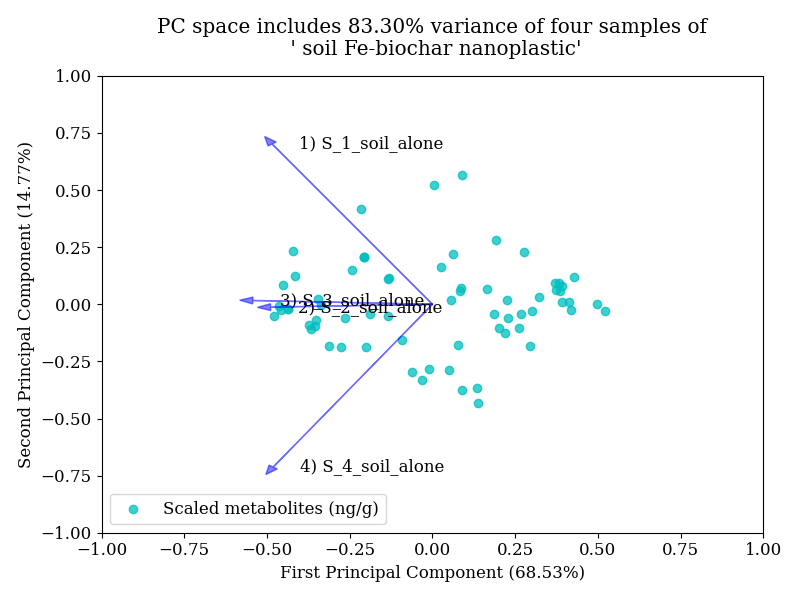 PC space includes 83.30% variance of four samples of
' soil Fe-biochar nanoplastic'
1.00
0.75
0.50
0.25
0.00
−0.25
−0.50
−0.75
−1.00
Second Principal Component (14.77%)
1) S_1_soil_alone
3) S_3_soil_alone
2) S_2_soil_alone
4) S_4_soil_alone
Scaled metabolites (ng/g)
−1.00 −0.75 −0.50 −0.25 0.00 0.25 0.50 0.75 1.00
First Principal Component (68.53%)